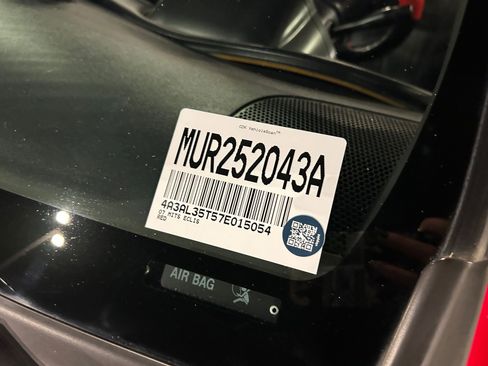 CDK VehicleScan™
MUR252043A
4A3AL35T57E015054
07 MITS ECLIS
RED
AIR BAG